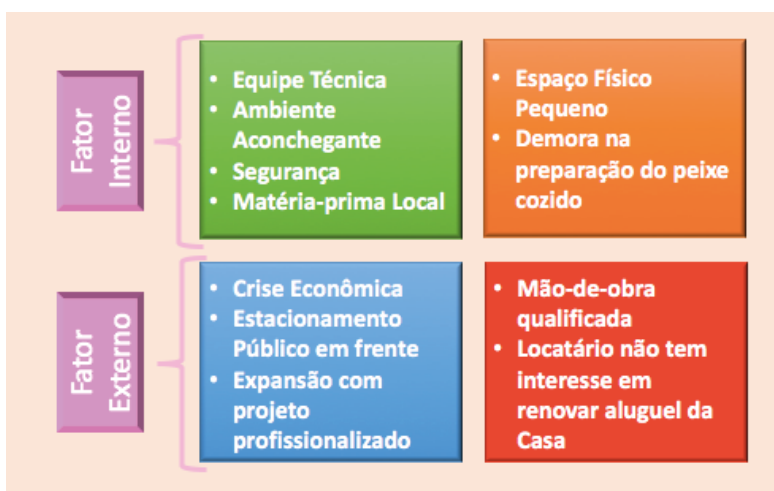 Fator
Interno
• Equipe Técnica
• Ambiente
Aconchegante
• Segurança
• Matéria-prima Local
• Espaço Físico
Pequeno
• Demora na
preparação do peixe
cozido
Fator
Externo
• Crise Econômica
• Estacionamento
Público em frente
• Expansão com
projeto
profissionalizado
• Mão-de-obra
qualificada
• Locatário não tem
interesse em
renovar aluguel da
Casa